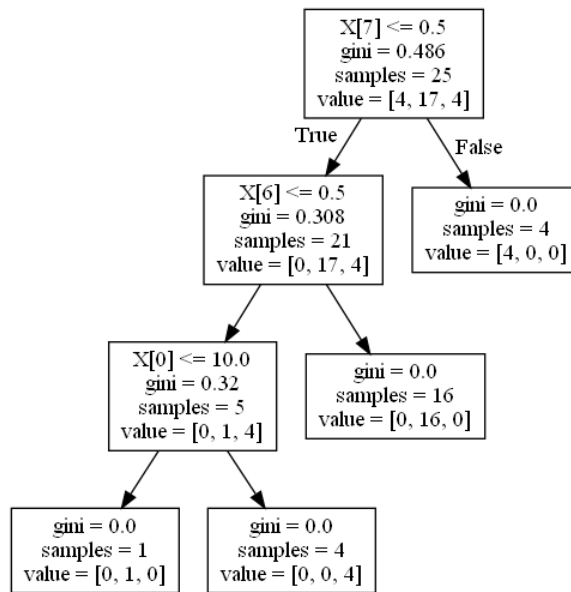 X[7] <= 0.5
gini = 0.486
samples = 25
value = [4, 17, 4]
True
False
X[6] <= 0.5
gini = 0.308
samples = 21
value = [0, 17, 4]
gini = 0.0
samples = 4
value = [4, 0, 0]
X[0] <= 10.0
gini = 0.32
samples = 5
value = [0, 1, 4]
gini = 0.0
samples = 16
value = [0, 16, 0]
gini = 0.0
samples = 1
value = [0, 1, 0]
gini = 0.0
samples = 4
value = [0, 0, 4]